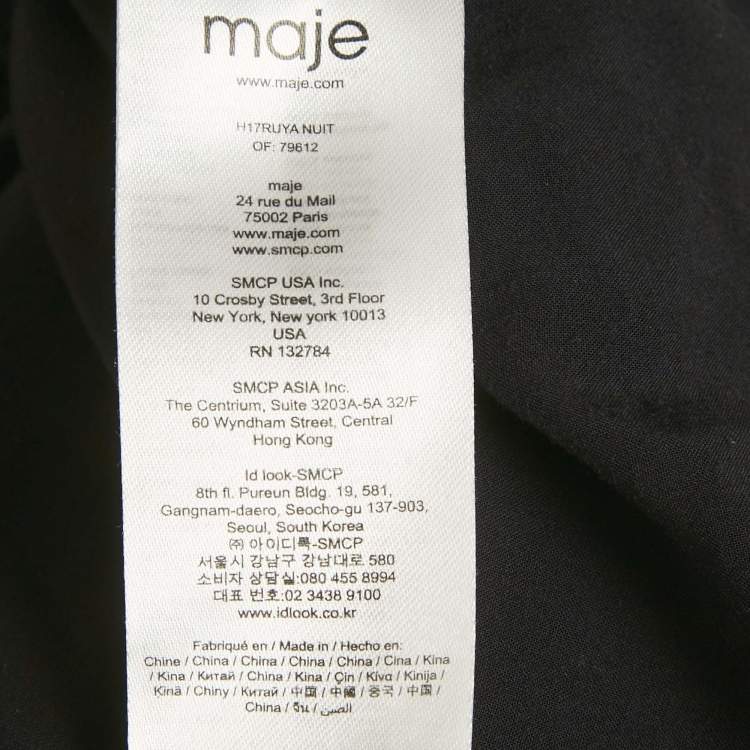 maje
www.maje.com
H17RUYA NUIT
OF: 79612
maje
24 rue du Mail
75002 Paris
www.maje.com
www.smcp.com
SMCP USA Inc.
10 Crosby Street, 3rd Floor
New York, New york 10013
USA
RN 132784
SMCP ASIA Inc.
The Centrium, Suite 3203A-5A 32/F
60 Wyndham Street, Central
Hong Kong
Id look-SMCP
8th fl. Pureun Bldg. 19, 581,
Gangnam-daero, Seocho-gu 137-903,
Seoul, South Korea
㈜ 아이디룩-SMCP
서울시 강남구 강남대로 580
소비자 상담실:080 455 8994
대표 번호:02 3438 9100
www.idlook.co.kr
Fabriqué en / Made in / Hecho en:
Chine / China / China / China / China / Cina / Kina
/ Kina / Китай / China / Kina / Çin / Κίνα / Kinija /
Ķīnā / Chiny / Китай / 中国 / 中國 / 중국 / 中国 /
China / จีน / الصين /